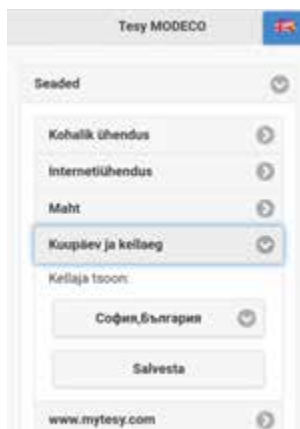 Tesy MODECO
Seaded
Kohalik ühendus
Internetiühendus
Maht
Kuupäev ja kellaeg
Kellaja tsoon:
София,България
Salvesta
www.mytesy.com